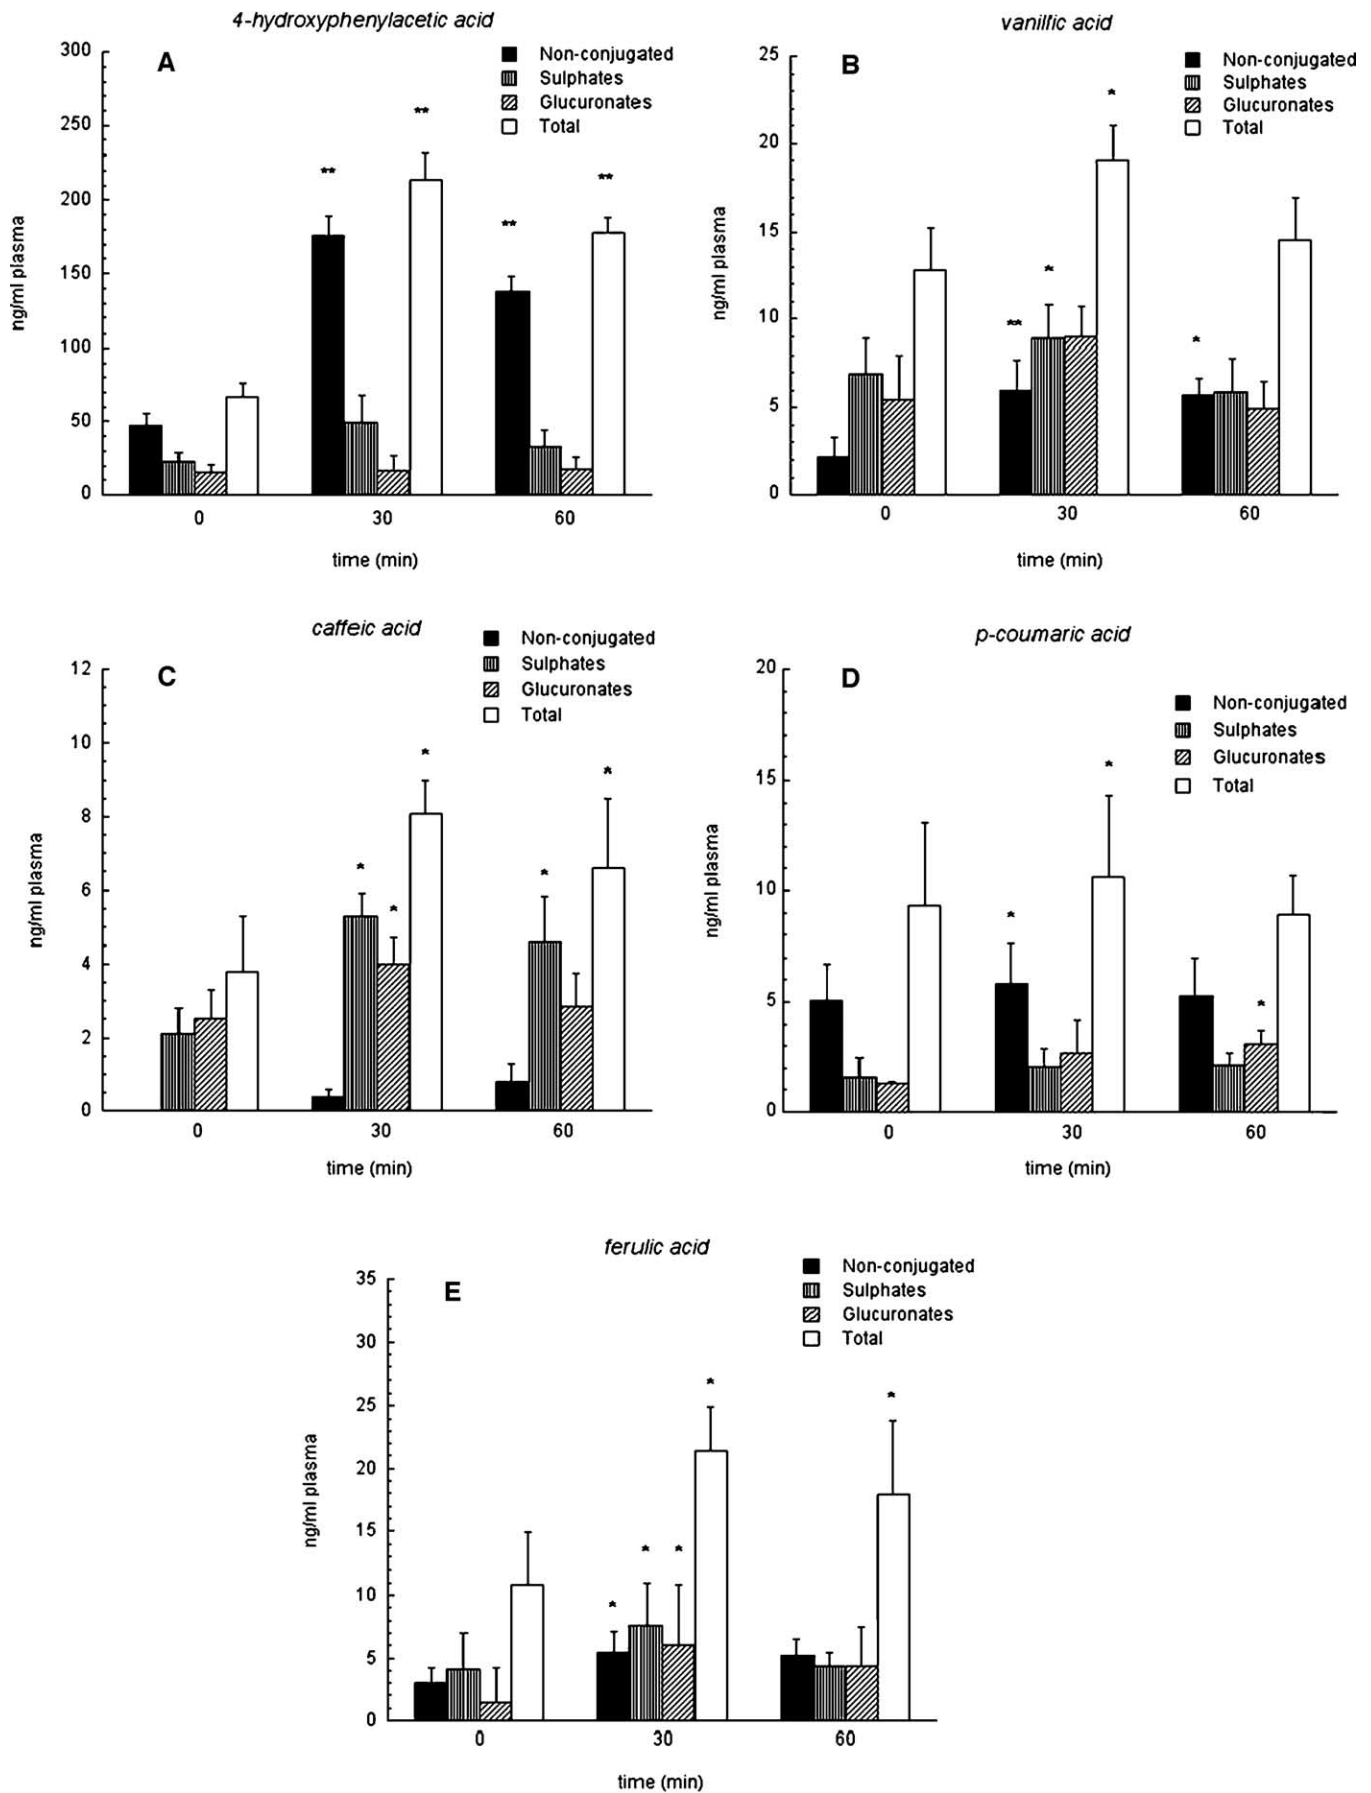 4-hydroxyphenylacetic acid
A
Non-conjugated
Sulphates
Glucuronates
Total
300
250
200
150
100
50
0
ng/ml plasma
**
**
**
**
0
30
60
time (min)
vanillic acid
B
Non-conjugated
Sulphates
Glucuronates
Total
25
20
15
10
5
0
ng/ml plasma
**
*
*
*
0
30
60
time (min)
caffeic acid
C
Non-conjugated
Sulphates
Glucuronates
Total
12
10
8
6
4
2
0
ng/ml plasma
*
*
*
*
*
0
30
60
time (min)
p-coumaric acid
D
Non-conjugated
Sulphates
Glucuronates
Total
20
15
10
5
0
ng/ml plasma
*
*
*
0
30
60
time (min)
ferulic acid
E
Non-conjugated
Sulphates
Glucuronates
Total
35
30
25
20
15
10
5
0
ng/ml plasma
*
*
*
*
*
0
30
60
time (min)